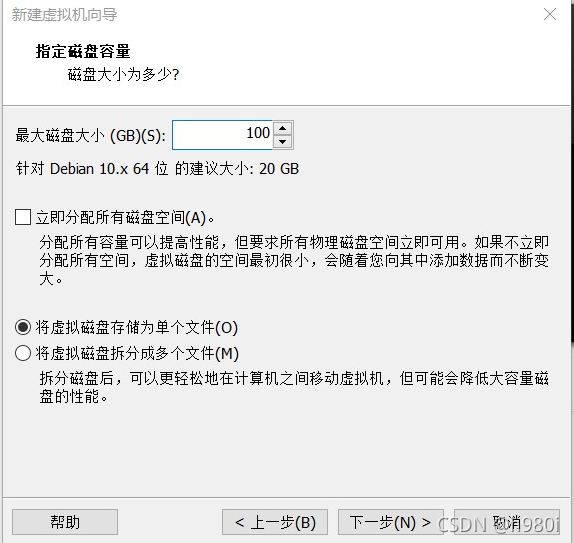 新建虚拟机向导
指定磁盘容量
磁盘大小为多少?
最大磁盘大小 (GB)(S): 100
针对 Debian 10.x 64 位 的建议大小: 20 GB
立即分配所有磁盘空间(A)。
分配所有容量可以提高性能，但要求所有物理磁盘空间立即可用。如果不立即
分配所有空间，虚拟磁盘的空间最初很小，会随着您向其中添加数据而不断变
大。
将虚拟磁盘存储为单个文件(O)
将虚拟磁盘拆分成多个文件(M)
拆分磁盘后，可以更轻松地在计算机之间移动虚拟机，但可能会降低大容量磁
盘的性能。
帮助 < 上一步(B) 下一步(N) > 取消
CSDN @li980i